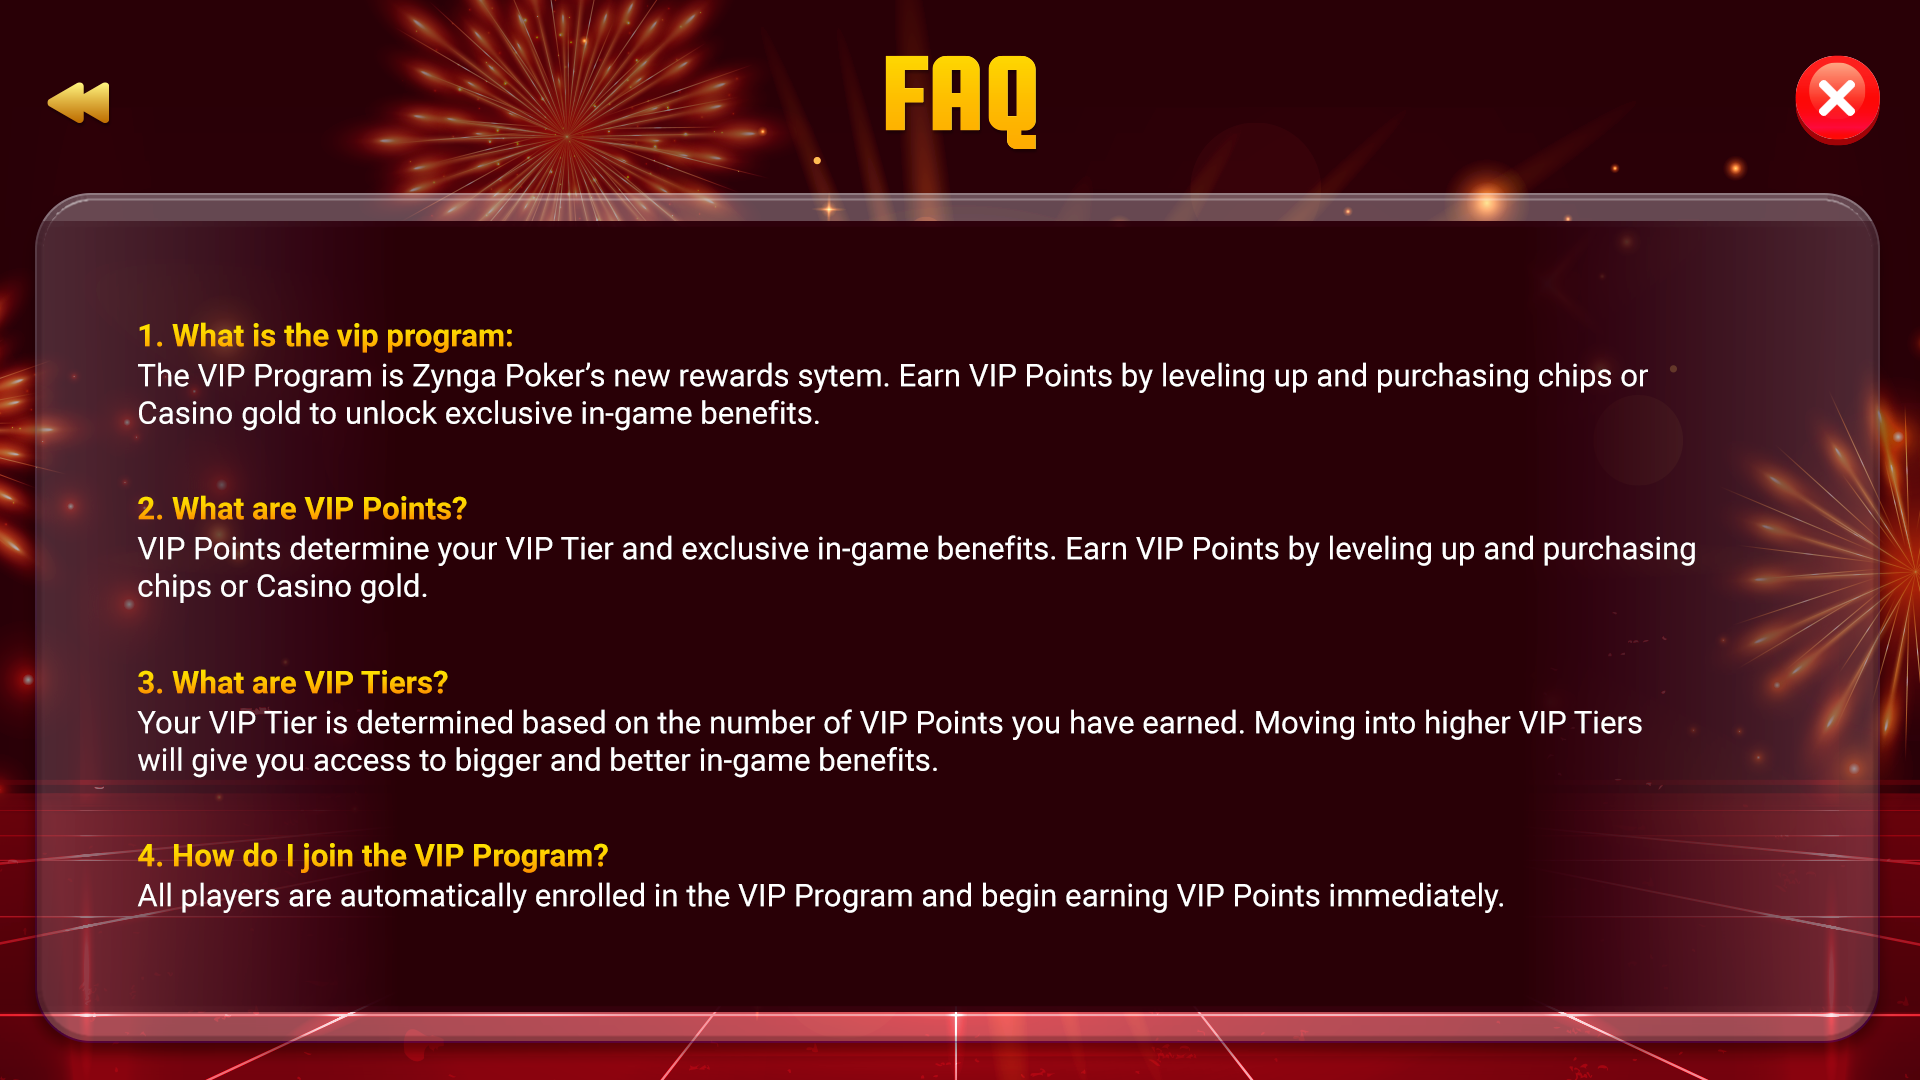 FAQ
1. What is the vip program:
The VIP Program is Zynga Poker’s new rewards sytem. Earn VIP Points by leveling up and purchasing chips or
Casino gold to unlock exclusive in-game benefits.
2. What are VIP Points?
VIP Points determine your VIP Tier and exclusive in-game benefits. Earn VIP Points by leveling up and purchasing
chips or Casino gold.
3. What are VIP Tiers?
Your VIP Tier is determined based on the number of VIP Points you have earned. Moving into higher VIP Tiers
will give you access to bigger and better in-game benefits.
4. How do I join the VIP Program?
All players are automatically enrolled in the VIP Program and begin earning VIP Points immediately.